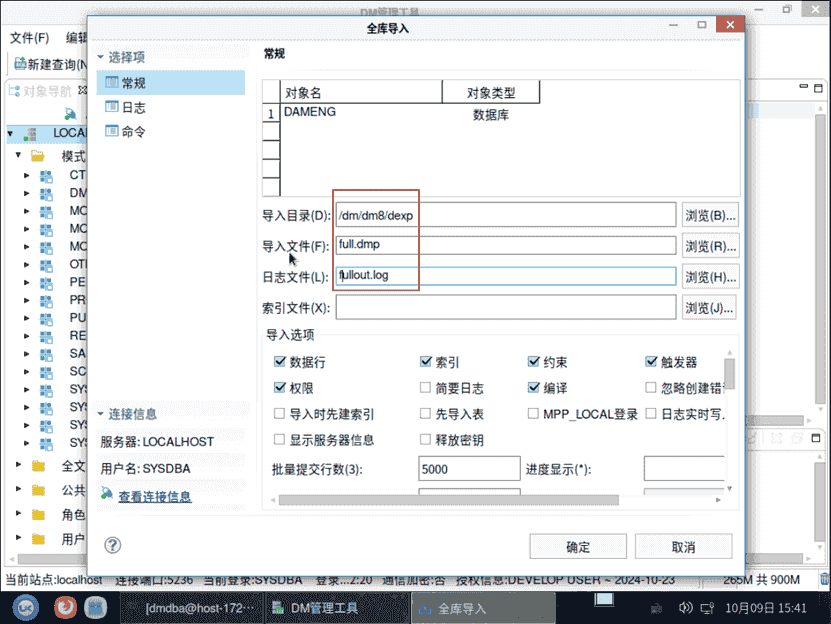 DM管理工具
全库导入
文件(F) 编辑
新建查询(N
对象导航
LOCAL
模式
CT
DM
MO
MO
OTH
PE
PR
PU
RE
SA
SC
SYS
SYS
SYS
SYS
全文
公共
角色
用户
选择项
常规
日志
命令
连接信息
服务器: LOCALHOST
用户名: SYSDBA
查看连接信息
常规
对象名 对象类型
1 DAMENG 数据库
导入目录(D): /dm/dm8/dexp 浏览(B)...
导入文件(F): full.dmp 浏览(R)...
日志文件(L): fullout.log 浏览(H)...
索引文件(X): 浏览(J)...
导入选项
数据行 索引 约束 触发器
权限 简要日志 编译 忽略创建错
导入时先建索引 先导入表 MPP_LOCAL登录 日志实时写
显示服务器信息 释放密钥
批量提交行数(3): 5000 进度显示(*):
确定 取消
当前站点:localhost 连接端口:5236 当前登录:SYSDBA 登录...2:20 通信加密:否 授权信息:DEVELOP USER ~ 2024-10-23 265M 共 900M
[dmdba@host-172··· DM管理工具 全库导入 10月09日 15:41